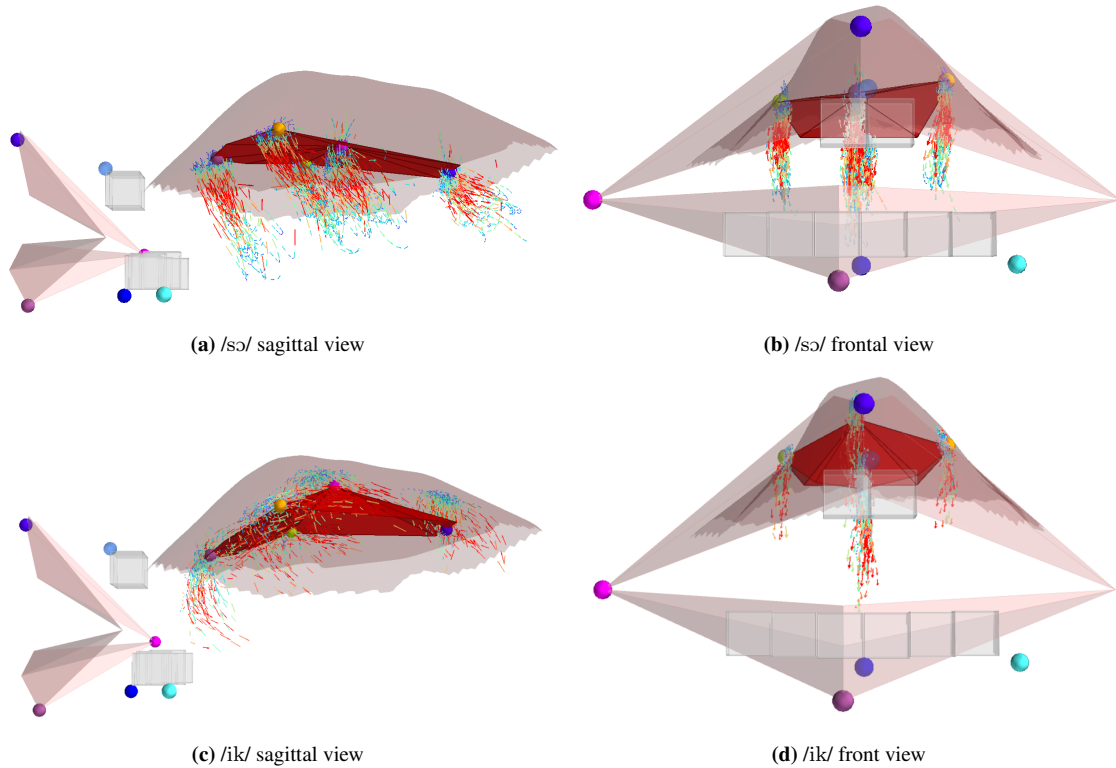 (a) /sɔ/ sagittal view
(b) /sɔ/ frontal view
(c) /ik/ sagittal view
(d) /ik/ front view